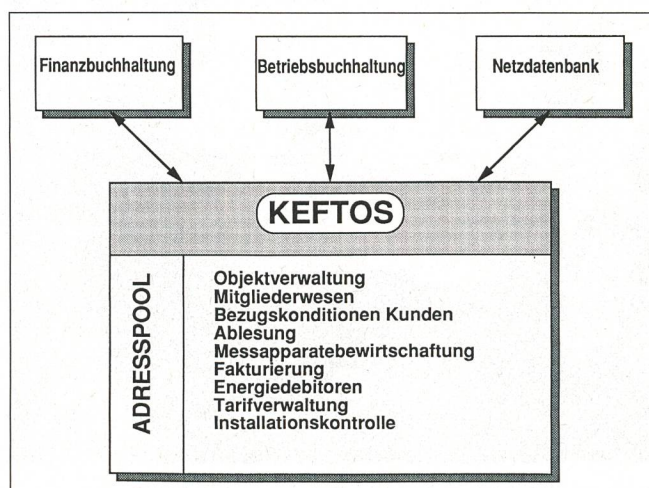 Finanzbuchhaltung
Betriebsbuchhaltung
Netzdatenbank
KEFTOS
ADRESSPOOL
Objektverwaltung
Mitgliederwesen
Bezugskonditionen Kunden
Ablesung
Messapparatebewirtschaftung
Fakturierung
Energiedebitoren
Tarifverwaltung
Installationskontrolle